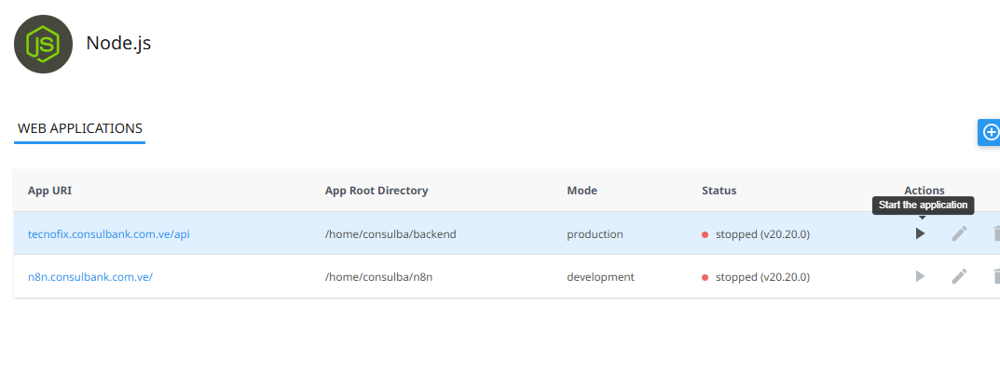 JS
Node.js
WEB APPLICATIONS
App URI App Root Directory Mode Status Actions
Start the application
tecnofix.consulbank.com.ve/api /home/consulba/backend production stopped (v20.20.0)
n8n.consulbank.com.ve/ /home/consulba/n8n development stopped (v20.20.0)